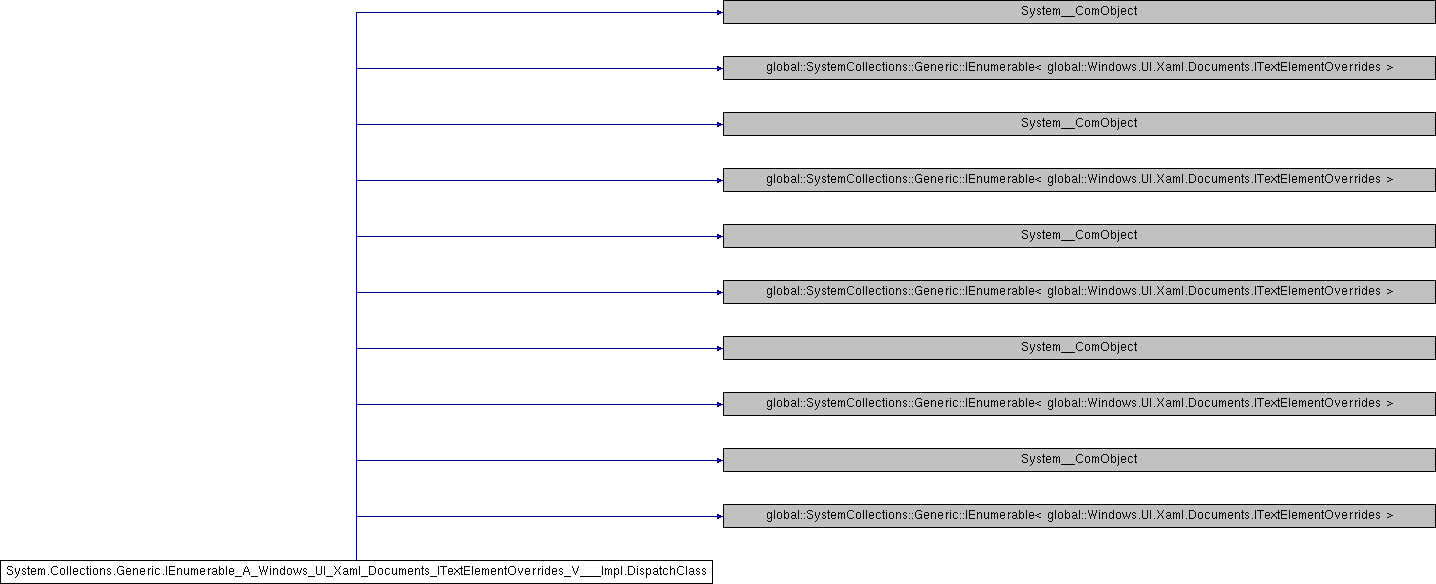 System__ComObject
global::SystemCollections::Generic::IEnumerable< global::Windows.UI.Xaml.Documents.ITextElementOverrides >
System__ComObject
global::SystemCollections::Generic::IEnumerable< global::Windows.UI.Xaml.Documents.ITextElementOverrides >
System__ComObject
global::SystemCollections::Generic::IEnumerable< global::Windows.UI.Xaml.Documents.ITextElementOverrides >
System__ComObject
global::SystemCollections::Generic::IEnumerable< global::Windows.UI.Xaml.Documents.ITextElementOverrides >
System__ComObject
global::SystemCollections::Generic::IEnumerable< global::Windows.UI.Xaml.Documents.ITextElementOverrides >
System.Collections.Generic.IEnumerable_A_Windows_UI_Xaml_Documents_ITextElementOverrides_V___Impl.DispatchClass